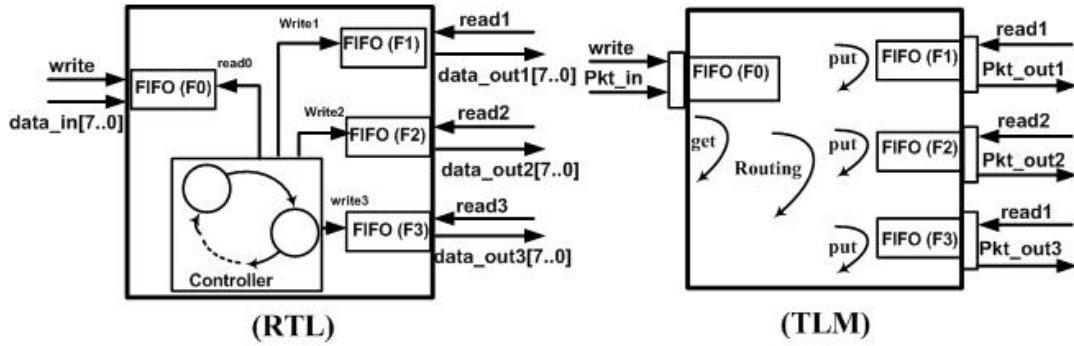 write
data_in[7..0]
FIFO (F0)
read0
Write1
FIFO (F1)
read1
data_out1[7..0]
Write2
FIFO (F2)
read2
data_out2[7..0]
write3
FIFO (F3)
read3
data_out3[7..0]
Controller
(RTL)
write
Pkt_in
FIFO (F0)
get
Routing
put
FIFO (F1)
read1
Pkt_out1
put
FIFO (F2)
read2
Pkt_out2
put
FIFO (F3)
read1
Pkt_out3
(TLM)